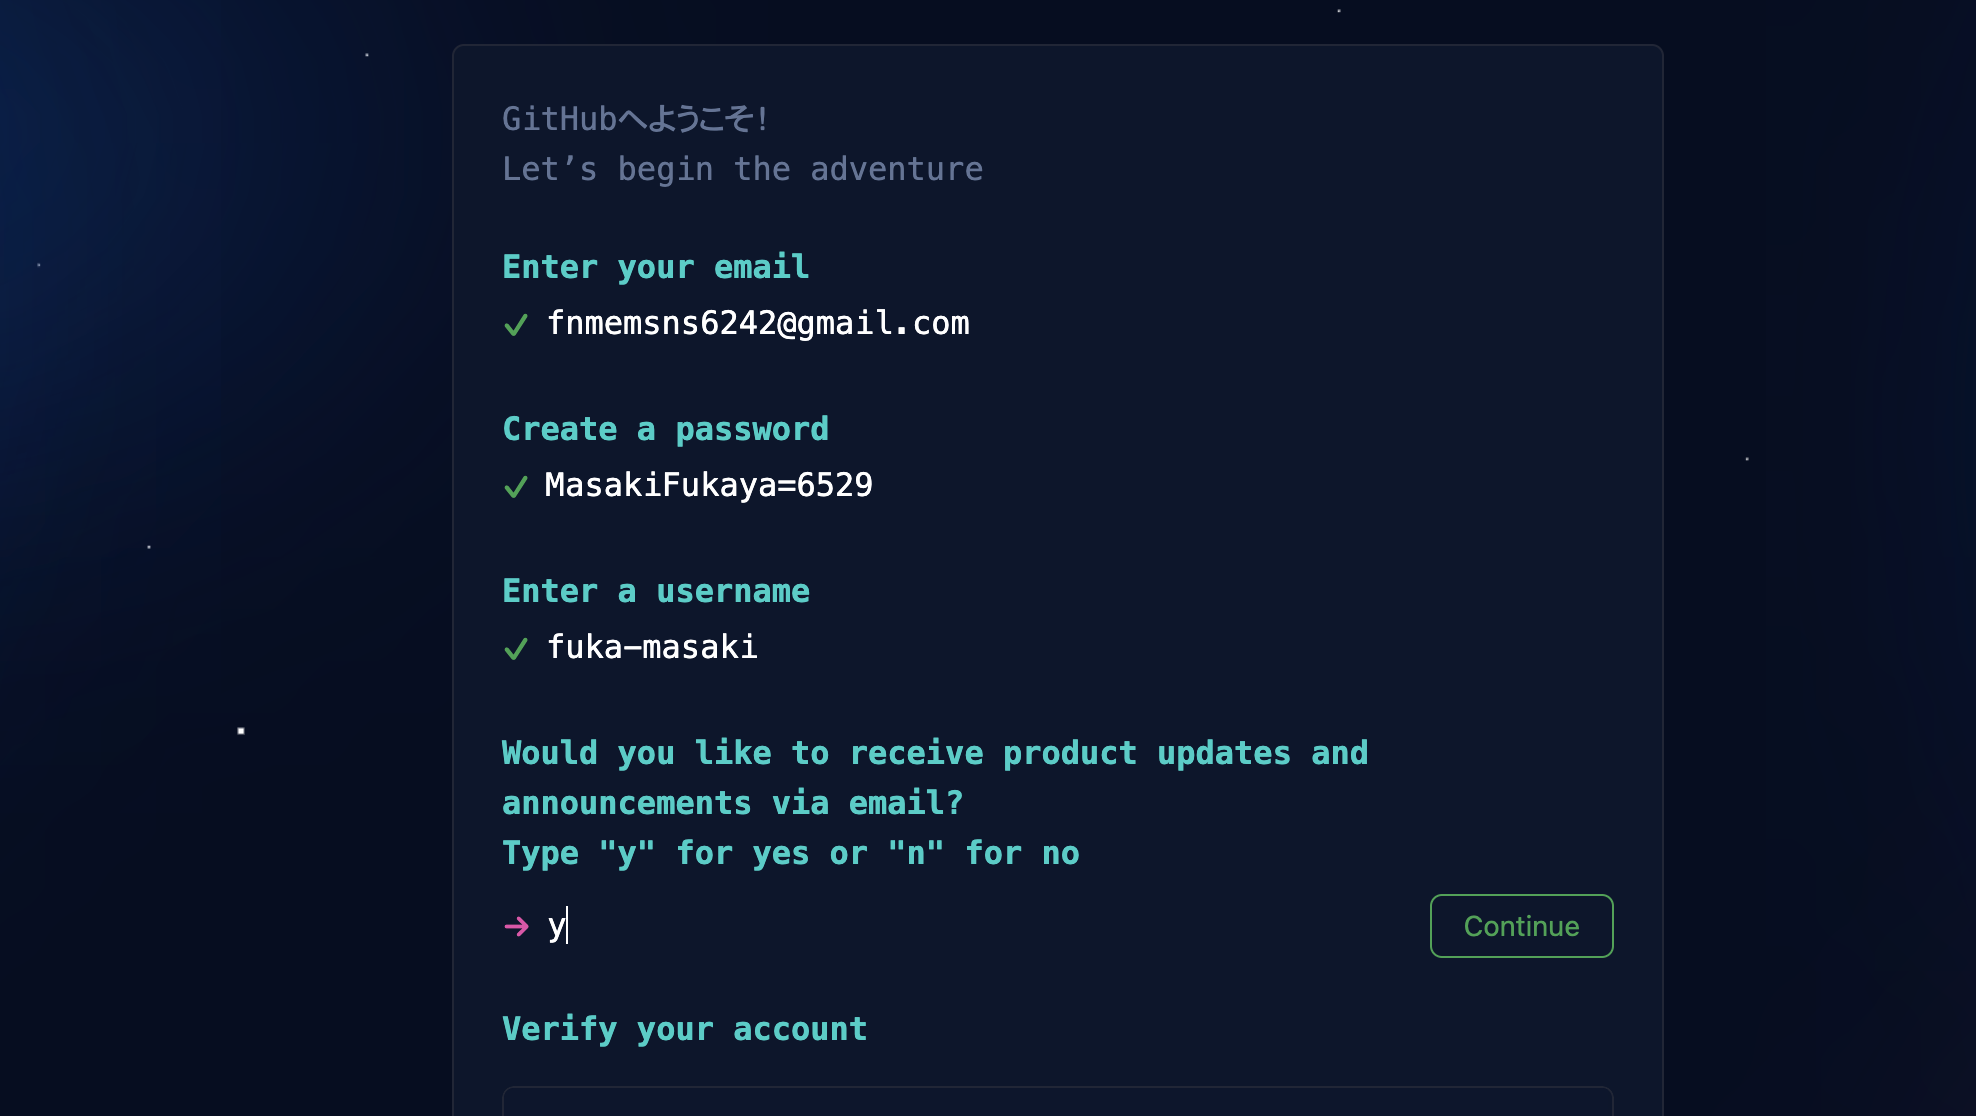 GitHubへようこそ!
Let’s begin the adventure
Enter your email
fnmemsns6242@gmail.com
Create a password
MasakiFukaya=6529
Enter a username
fuka-masaki
Would you like to receive product updates and
announcements via email?
Type "y" for yes or "n" for no
y
Continue
Verify your account